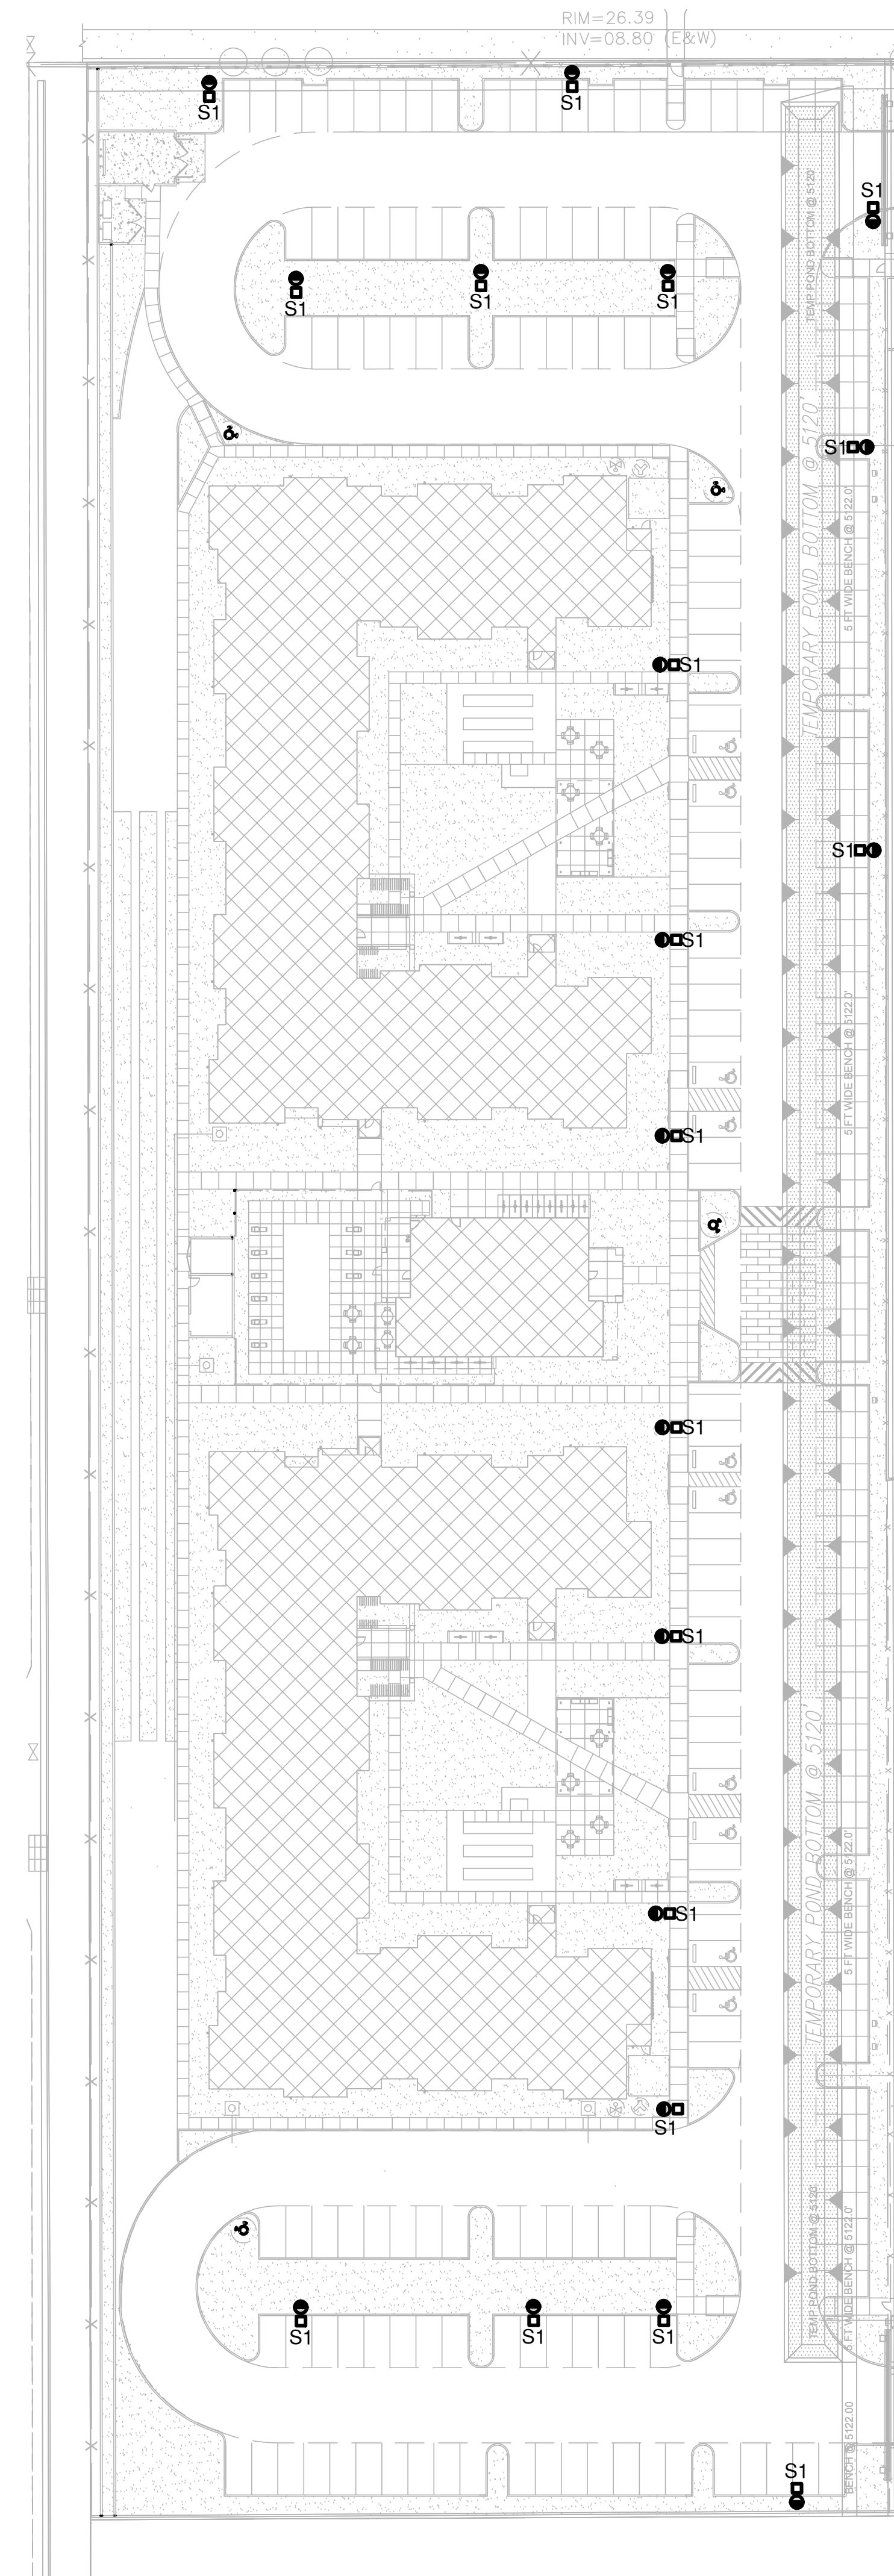 RIM=26.39
INV=08.80 (E&W)
S1
S1
S1
TEMP POND BOTTOM @ 5120'
S1
S1
S1
S1
TEMPORARY POND BOTTOM @ 5120'
5 FT WIDE BENCH @ 5122.0'
S1
S1
S1
5 FT WIDE BENCH @ 5122.0'
S1
S1
S1
TEMPORARY POND BOTTOM @ 5120'
5 FT WIDE BENCH @ 5122.0'
S1
S1
TEMP POND BOTTOM @ 5120'
5 FT WIDE BENCH @ 5122.0'
S1
S1
S1
BENCH @ 5122.00
S1